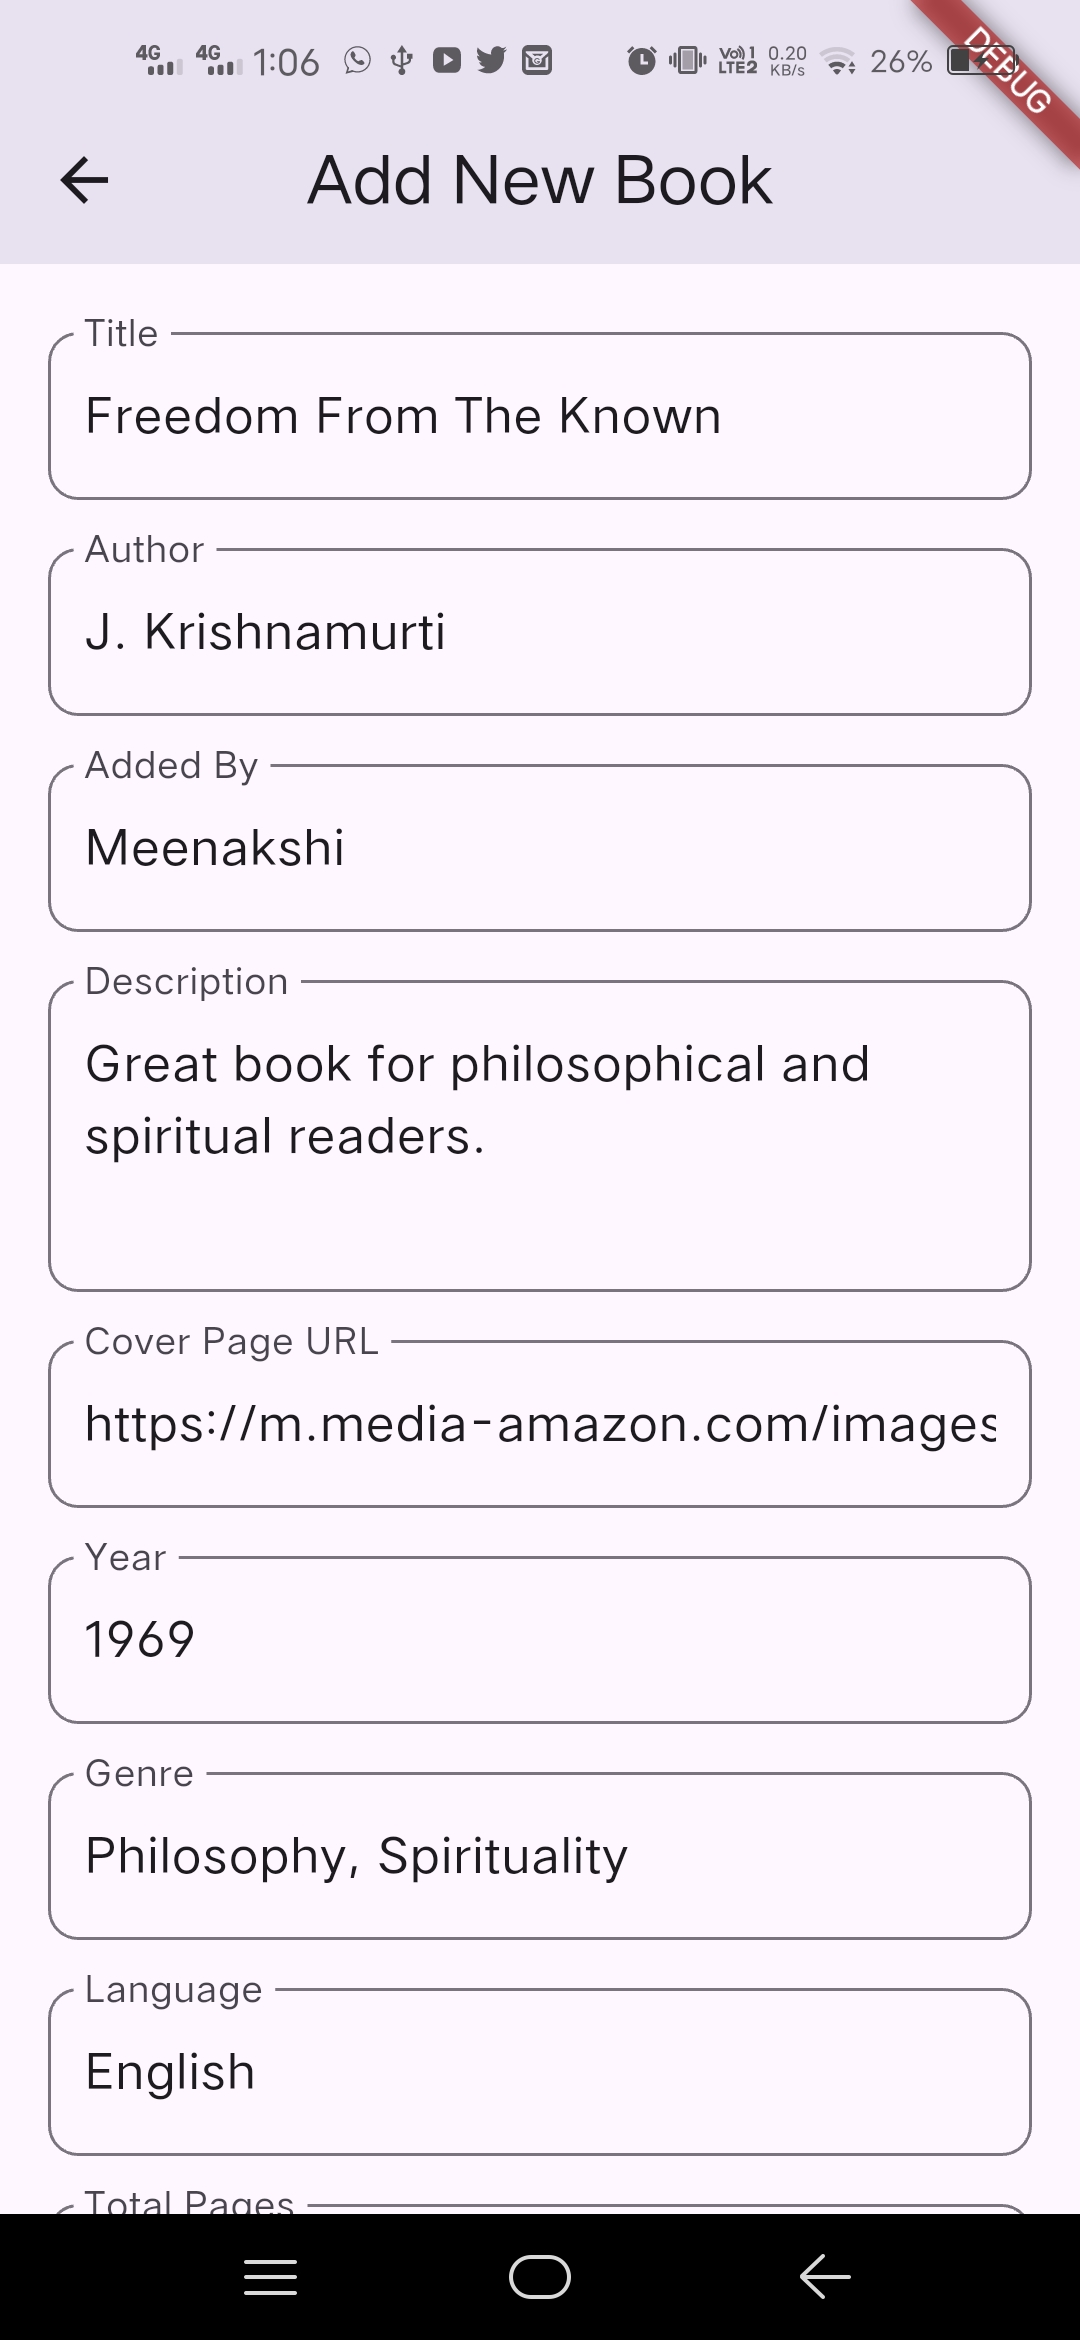 4G 4G 1:06 Vo) 1 LTE2 0.20 KB/s 26%
DEBUG
Add New Book
Title
Freedom From The Known
Author
J. Krishnamurti
Added By
Meenakshi
Description
Great book for philosophical and
spiritual readers.
Cover Page URL
https://m.media-amazon.com/images
Year
1969
Genre
Philosophy, Spirituality
Language
English
Total Pages